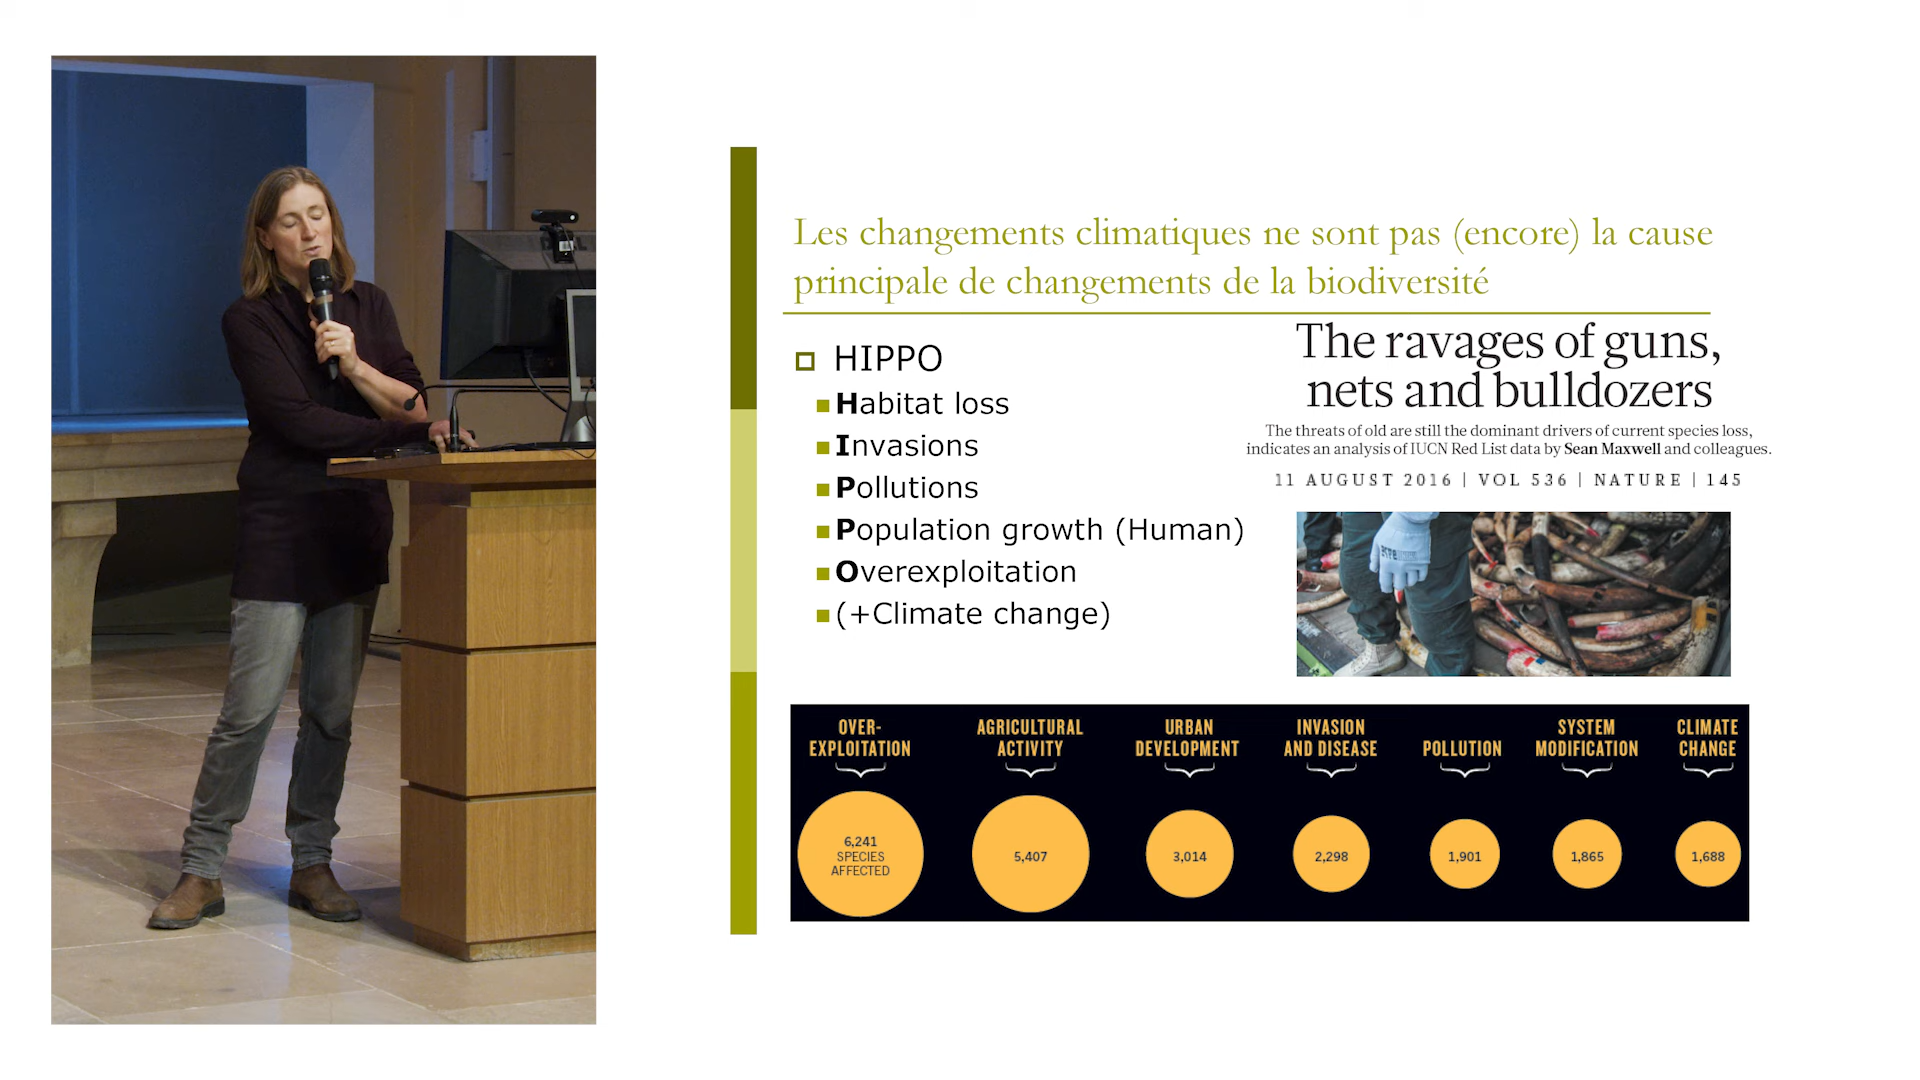 Les changements climatiques ne sont pas (encore) la cause
principale de changements de la biodiversité
HIPPO
Habitat loss
Invasions
Pollutions
Population growth (Human)
Overexploitation
(+Climate change)
The ravages of guns,
nets and bulldozers
The threats of old are still the dominant drivers of current species loss,
indicates an analysis of IUCN Red List data by Sean Maxwell and colleagues.
11 AUGUST 2016 | VOL 536 | NATURE | 145
OVER-
EXPLOITATION
6,241
SPECIES
AFFECTED
AGRICULTURAL
ACTIVITY
5,407
URBAN
DEVELOPMENT
3,014
INVASION
AND DISEASE
2,298
POLLUTION
1,901
SYSTEM
MODIFICATION
1,865
CLIMATE
CHANGE
1,688